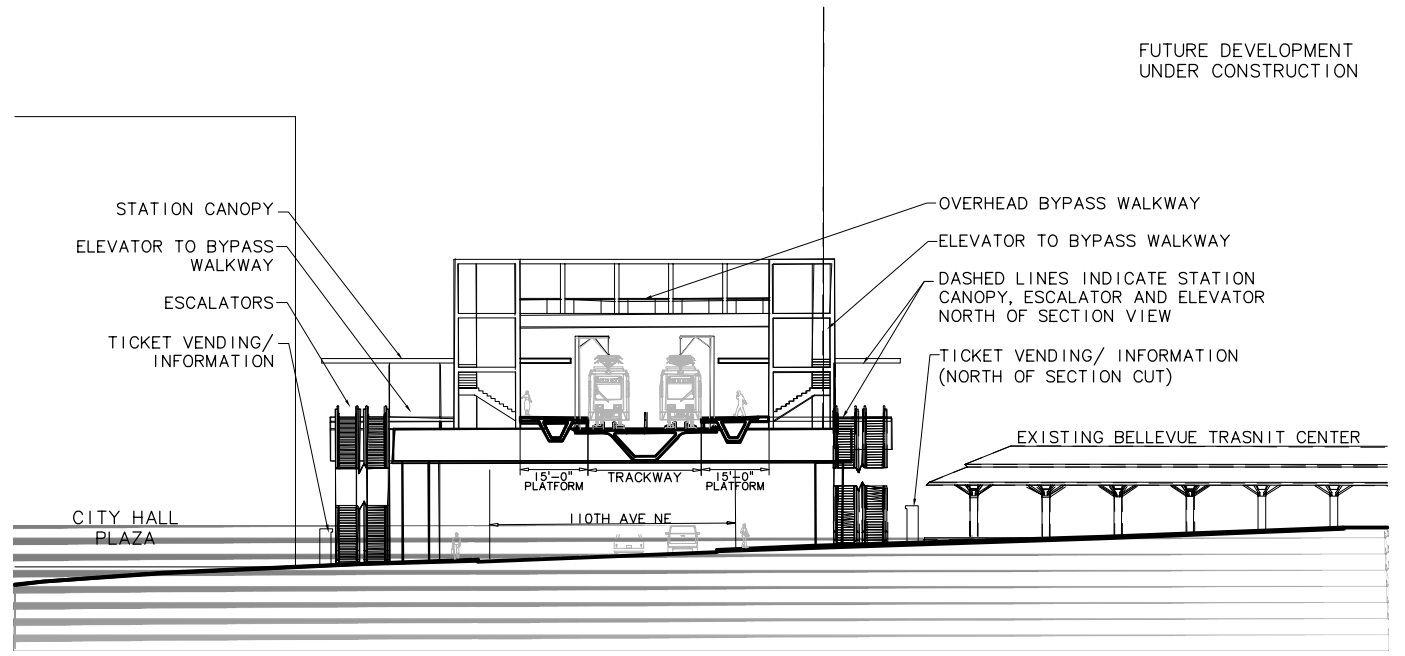 FUTURE DEVELOPMENT
UNDER CONSTRUCTION
STATION CANOPY
ELEVATOR TO BYPASS
WALKWAY
ESCALATORS
TICKET VENDING/
INFORMATION
OVERHEAD BYPASS WALKWAY
ELEVATOR TO BYPASS WALKWAY
DASHED LINES INDICATE STATION
CANOPY, ESCALATOR AND ELEVATOR
NORTH OF SECTION VIEW
TICKET VENDING/ INFORMATION
(NORTH OF SECTION CUT)
EXISTING BELLEVUE TRASNIT CENTER
15'-0"
PLATFORM
TRACKWAY
15'-0"
PLATFORM
110TH AVE NE
CITY HALL
PLAZA